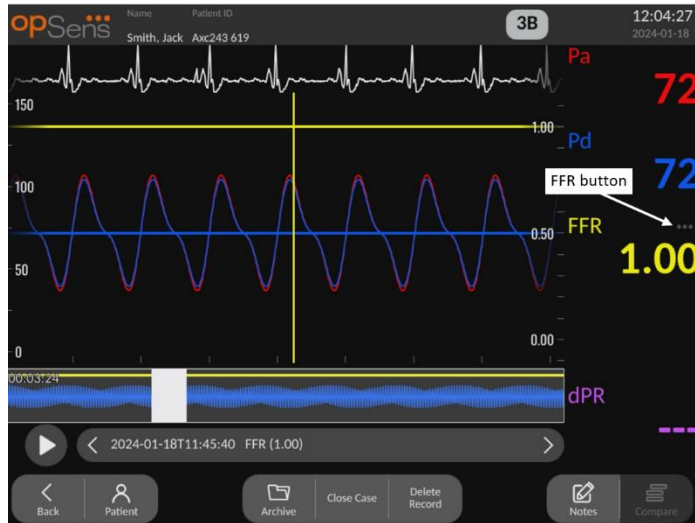 opSens
Name Patient ID
Smith, Jack Axc243 619
3B
12:04:27
2024-01-18
Pa
72
150
1.00
Pd
72
100
FFR button
0.50
FFR
...
1.00
50
0.00
0
00:03:24
dPR
---
2024-01-18T11:45:40 FFR (1.00)
Back
Patient
Archive
Close Case
Delete
Record
Notes
Compare